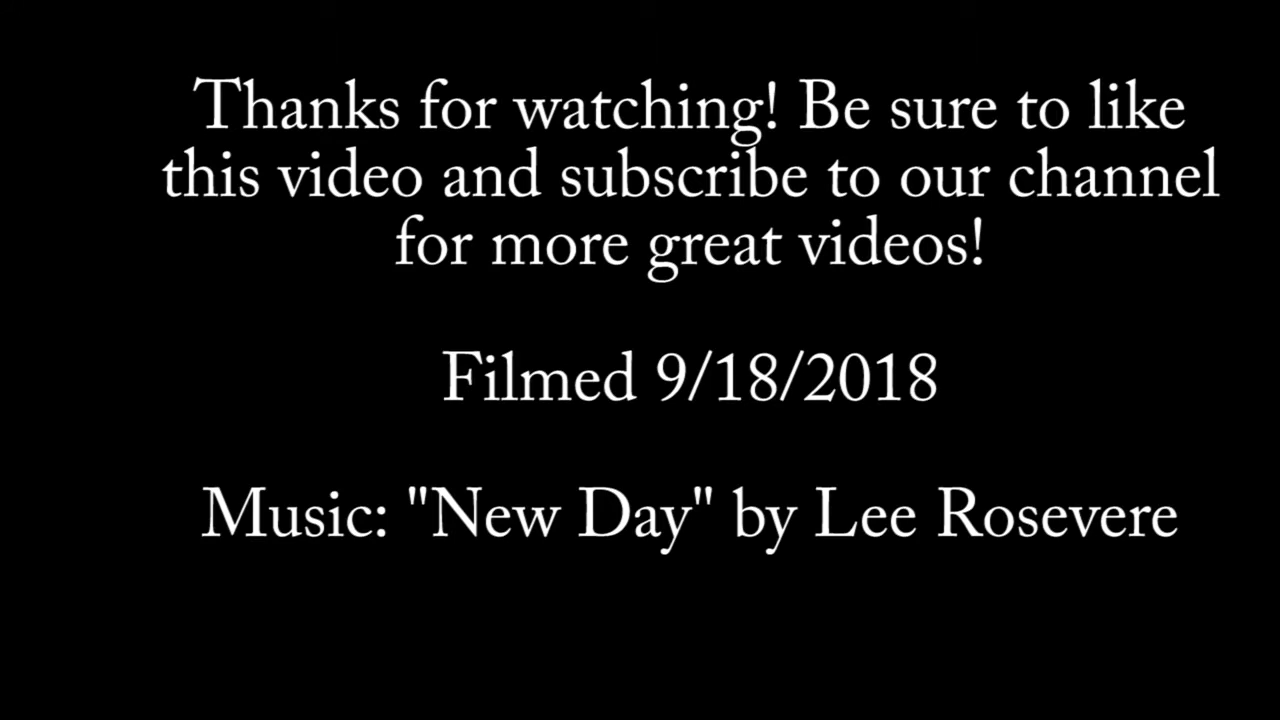 Thanks for watching! Be sure to like
this video and subscribe to our channel
for more great videos!
Filmed 9/18/2018
Music: "New Day" by Lee Rosevere